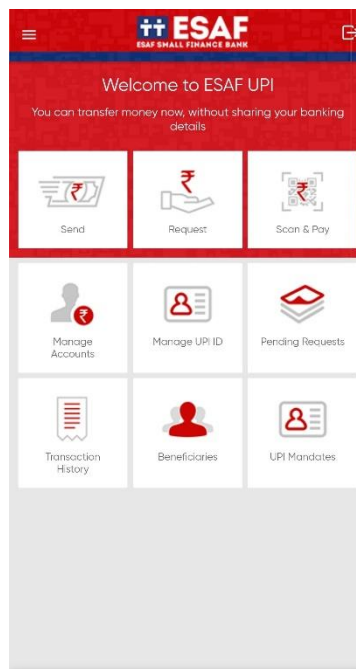 ESAF
ESAF SMALL FINANCE BANK
Welcome to ESAF UPI
You can transfer money now, without sharing your banking
details
Send
Request
Scan & Pay
Manage
Accounts
Manage UPI ID
Pending Requests
Transaction
History
Beneficiaries
UPI Mandates